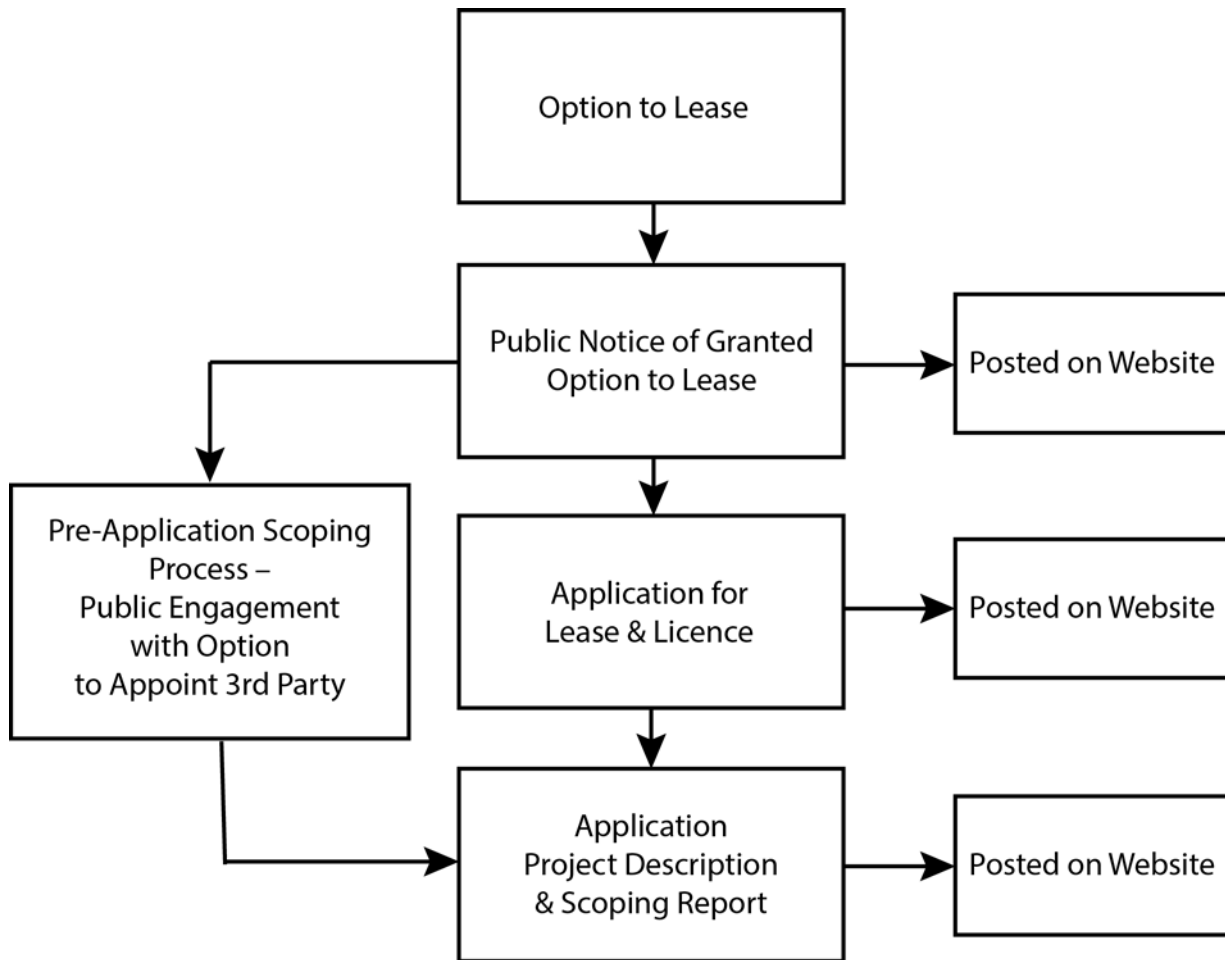 Option to Lease
Public Notice of Granted
Option to Lease
Posted on Website
Pre-Application Scoping
Process –
Public Engagement
with Option
to Appoint 3rd Party
Application for
Lease & Licence
Posted on Website
Application
Project Description
& Scoping Report
Posted on Website